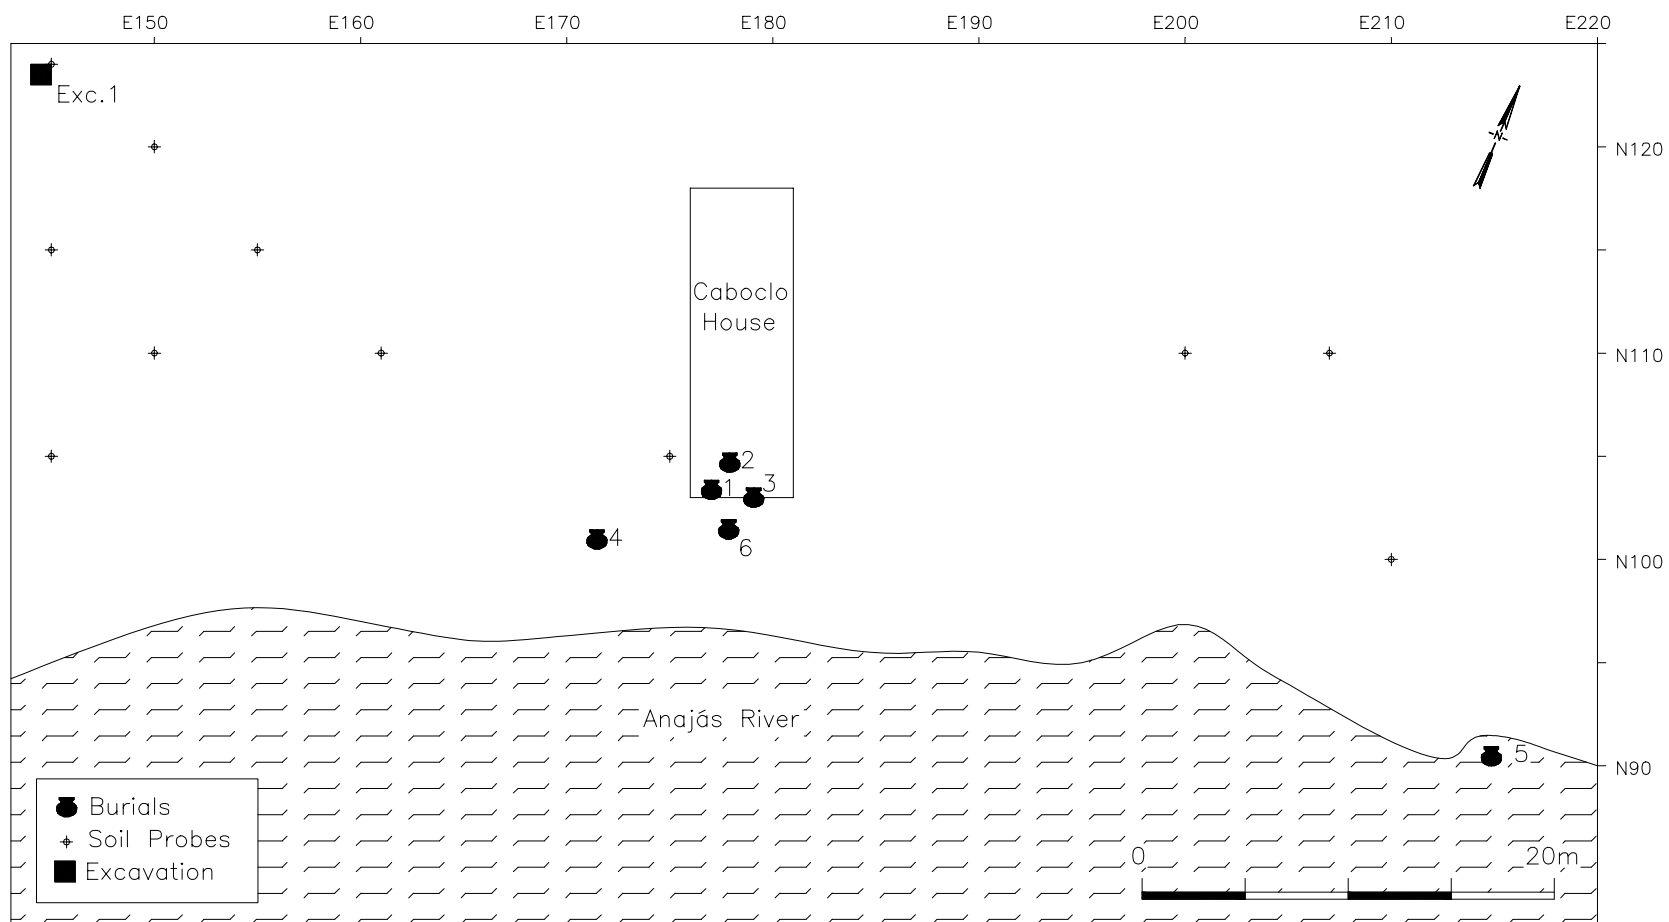 E150 E160 E170 E180 E190 E200 E210 E220
Exc.1
N
N120
Caboclo
House
N110
2
1
3
4
6
N100
Anajás River
5
N90
Burials
Soil Probes
Excavation
0 20m